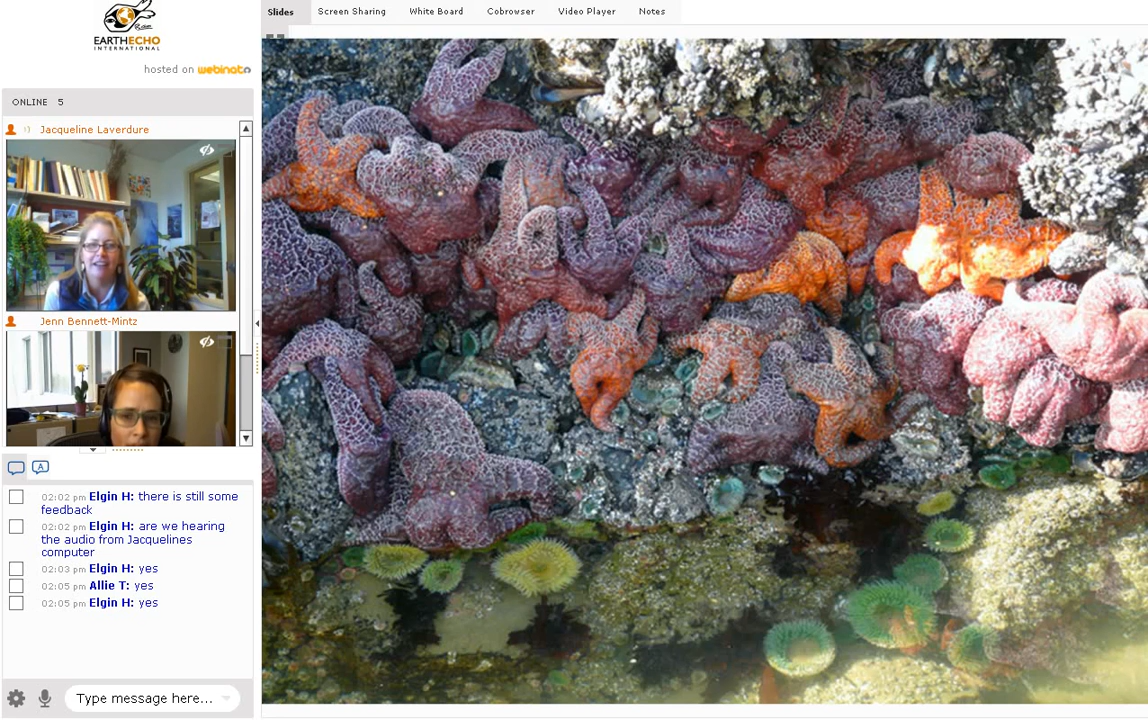 Slides Screen Sharing White Board Cobrowser Video Player Notes
EARTHECHO
INTERNATIONAL
hosted on webinato
ONLINE 5
Jacqueline Laverdure
Jenn Bennett-Mintz
02:02 pm Elgin H: there is still some
feedback
02:02 pm Elgin H: are we hearing
the audio from Jacquelines
computer
02:03 pm Elgin H: yes
02:05 pm Allie T: yes
02:05 pm Elgin H: yes
Type message here...